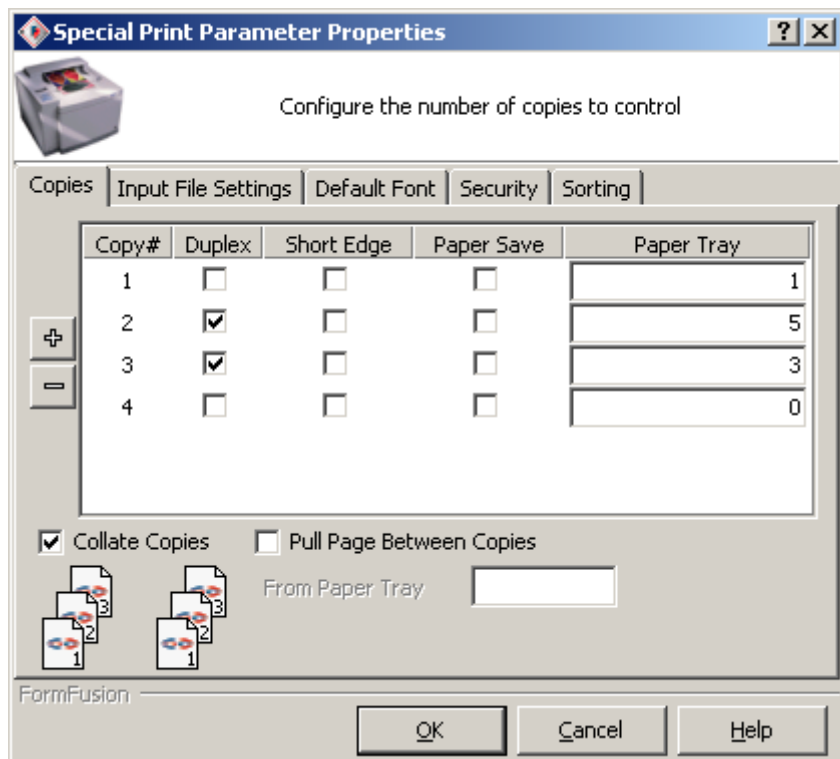 Special Print Parameter Properties
Configure the number of copies to control
Copies Input File Settings Default Font Security Sorting
Copy# Duplex Short Edge Paper Save Paper Tray
1 1
2 5
3 3
4 0
Collate Copies Pull Page Between Copies
From Paper Tray
3 3
2 2
1 1
FormFusion
OK Cancel Help